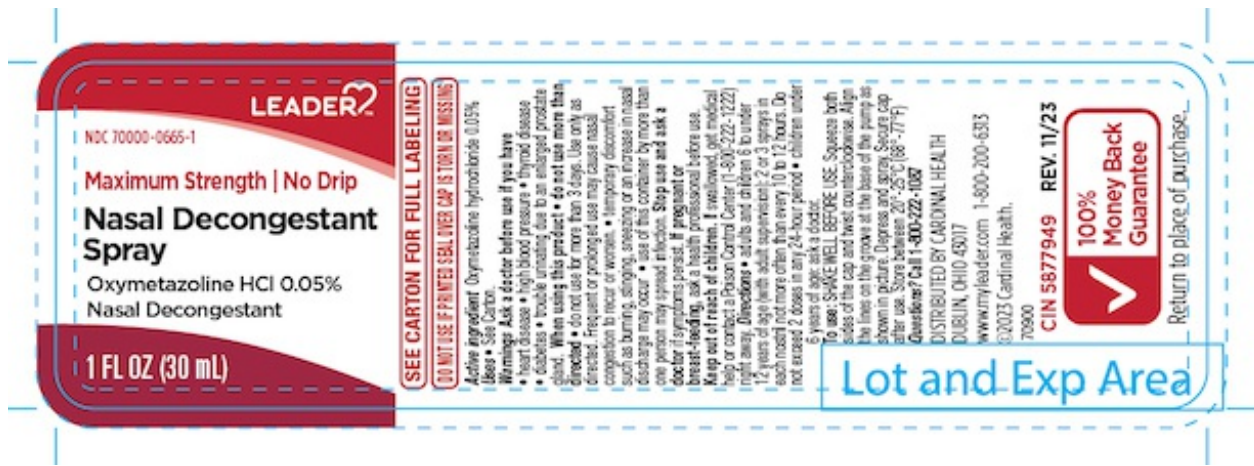 LEADER
NDC 70000-0665-1
Maximum Strength | No Drip
Nasal Decongestant
Spray
Oxymetazoline HCl 0.05%
Nasal Decongestant
1 FL OZ (30 mL)
SEE CARTON FOR FULL LABELING
DO NOT USE IF PRINTED SEAL OVER CAP IS TORN OR MISSING
Active ingredient Oxymetazoline hydrochloride 0.05%
Uses • See Carton.
Warnings Ask a doctor before use if you have
• heart disease • high blood pressure • thyroid disease
• diabetes • trouble urinating due to an enlarged prostate
gland. When using this product • do not use more than
directed • do not use for more than 3 days. Use only as
directed. Frequent or prolonged use may cause nasal
congestion to recur or worsen. • temporary discomfort
such as burning, stinging, sneezing or an increase in nasal
discharge may occur • use of this container by more than
one person may spread infection. Stop use and ask a
doctor if symptoms persist. If pregnant or
breast-feeding, ask a health professional before use.
Keep out of reach of children. If swallowed, get medical
help or contact a Poison Control Center (1-800-222-1222)
right away. Directions • adults and children 6 to under
12 years of age (with adult supervision): 2 or 3 sprays in
each nostril not more often than every 10 to 12 hours. Do
not exceed 2 doses in any 24-hour period • children under
6 years of age: ask a doctor.
To use: SHAKE WELL BEFORE USE. Squeeze both
sides of the cap and twist counterclockwise. Align
the lines on the groove at the base of the pump as
shown in picture. Depress and spray. Secure cap
after use. Store between 20°-25°C (68°-77°F)
Questions? Call 1-800-222-1087
DISTRIBUTED BY CARDINAL HEALTH
DUBLIN, OHIO 43017
www.myleader.com 1-800-200-6313
©2023 Cardinal Health.
70900
CIN 5877949 REV. 11/23
100%
Money Back
Guarantee
Return to place of purchase.
Lot and Exp Area